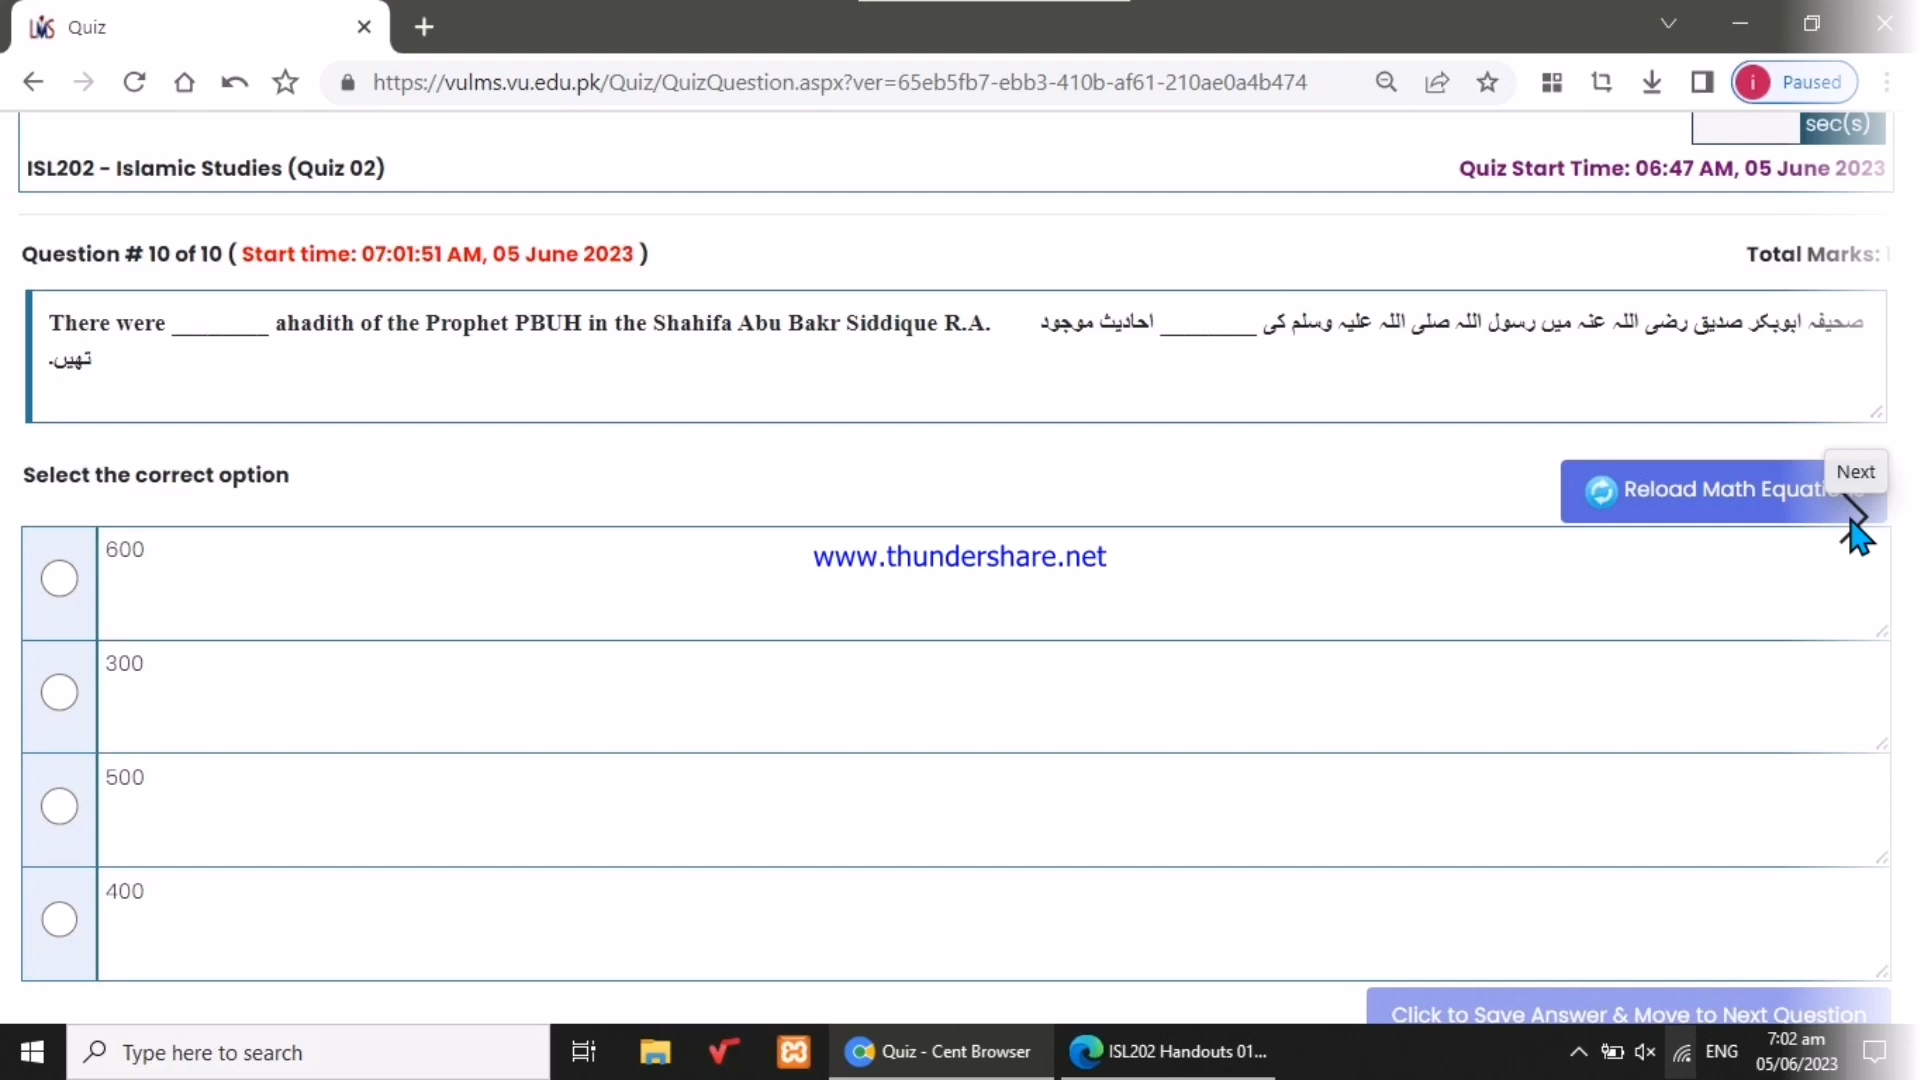 Quiz
https://vulms.vu.edu.pk/Quiz/QuizQuestion.aspx?ver=65eb5fb7-ebb3-410b-af61-210ae0a4b474
i Paused
sec(s)
ISL202 - Islamic Studies (Quiz 02)
Quiz Start Time: 06:47 AM, 05 June 2023
Question # 10 of 10 ( Start time: 07:01:51 AM, 05 June 2023 )
Total Marks: 1
There were ________ ahadith of the Prophet PBUH in the Shahifa Abu Bakr Siddique R.A. صحیفہ ابوبکر صدیق رضی اللہ عنہ میں رسول اللہ صلی اللہ علیہ وسلم کی ________ احادیث موجود
تھیں۔
Select the correct option
Next
Reload Math Equations
600
www.thundershare.net
300
500
400
Click to Save Answer & Move to Next Question
Type here to search
Quiz - Cent Browser
ISL202 Handouts 01...
ENG
7:02 am
05/06/2023